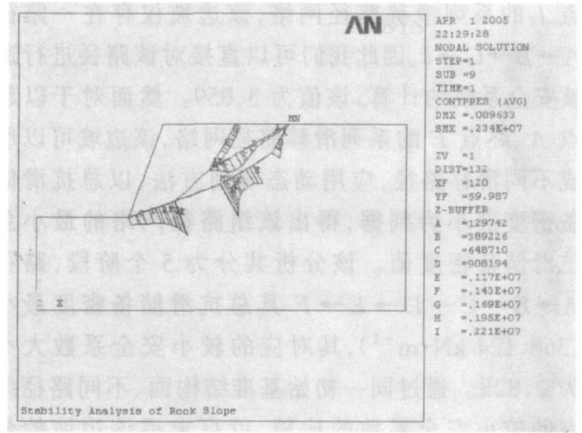 AN
APR 1 2005
22:29:28
NODAL SOLUTION
STEP=1
SUB =9
TIME=1
CONTPRES (AVG)
DMX =.089633
SMX =.234E+07
MN
ZV =1
DIST=132
XF =120
YF =59.987
Z-BUFFER
A =129742
B =389226
C =648710
D =908194
E =.117E+07
F =.143E+07
G =.169E+07
H =.195E+07
I =.221E+07
Z X
Stability Analysis of Rock Slope